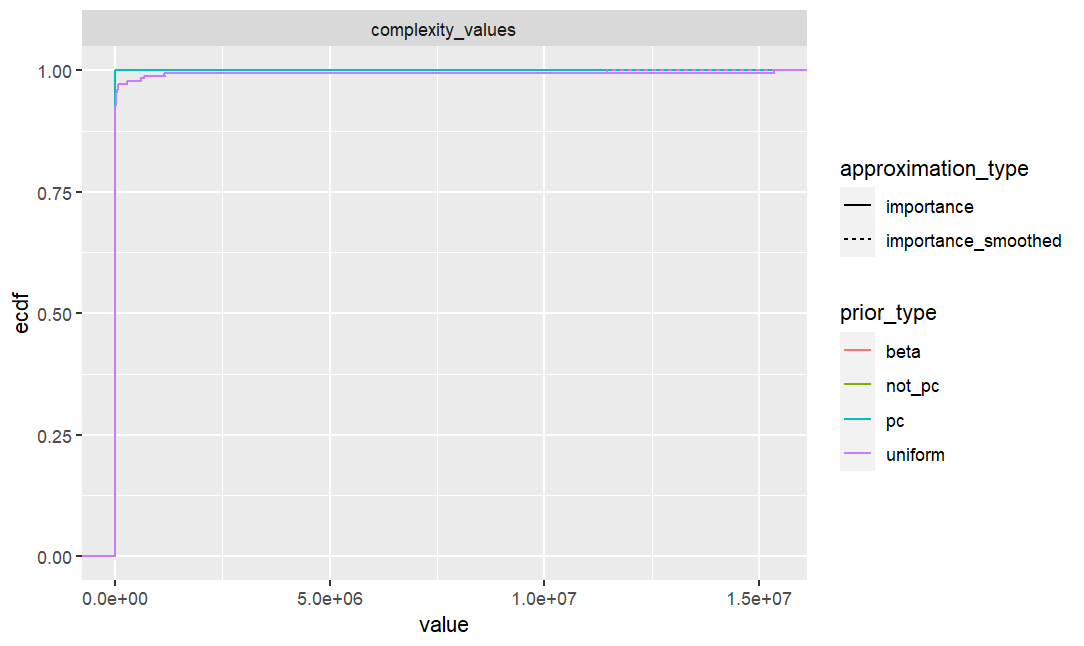 complexity_values
1.00
0.75
0.50
0.25
0.00
ecdf
0.0e+00 5.0e+06 1.0e+07 1.5e+07
value
approximation_type
importance
importance_smoothed
prior_type
beta
not_pc
pc
uniform